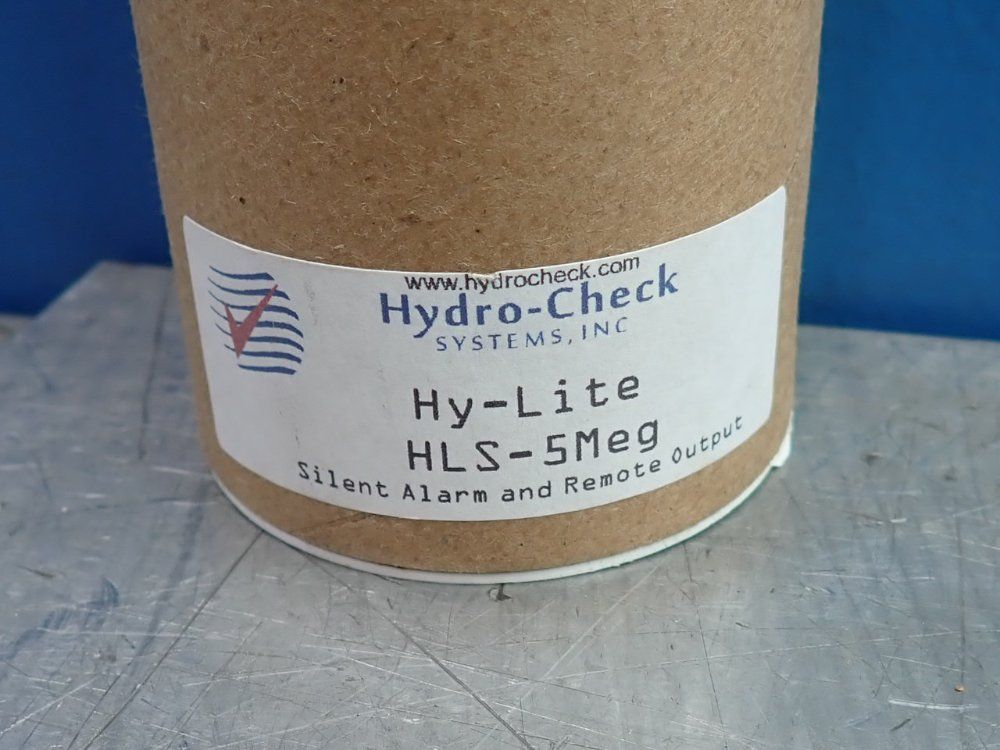 www.hydrocheck.com
Hydro-Check
SYSTEMS, INC
Hy-Lite
HLS-5Meg
Silent Alarm and Remote Output